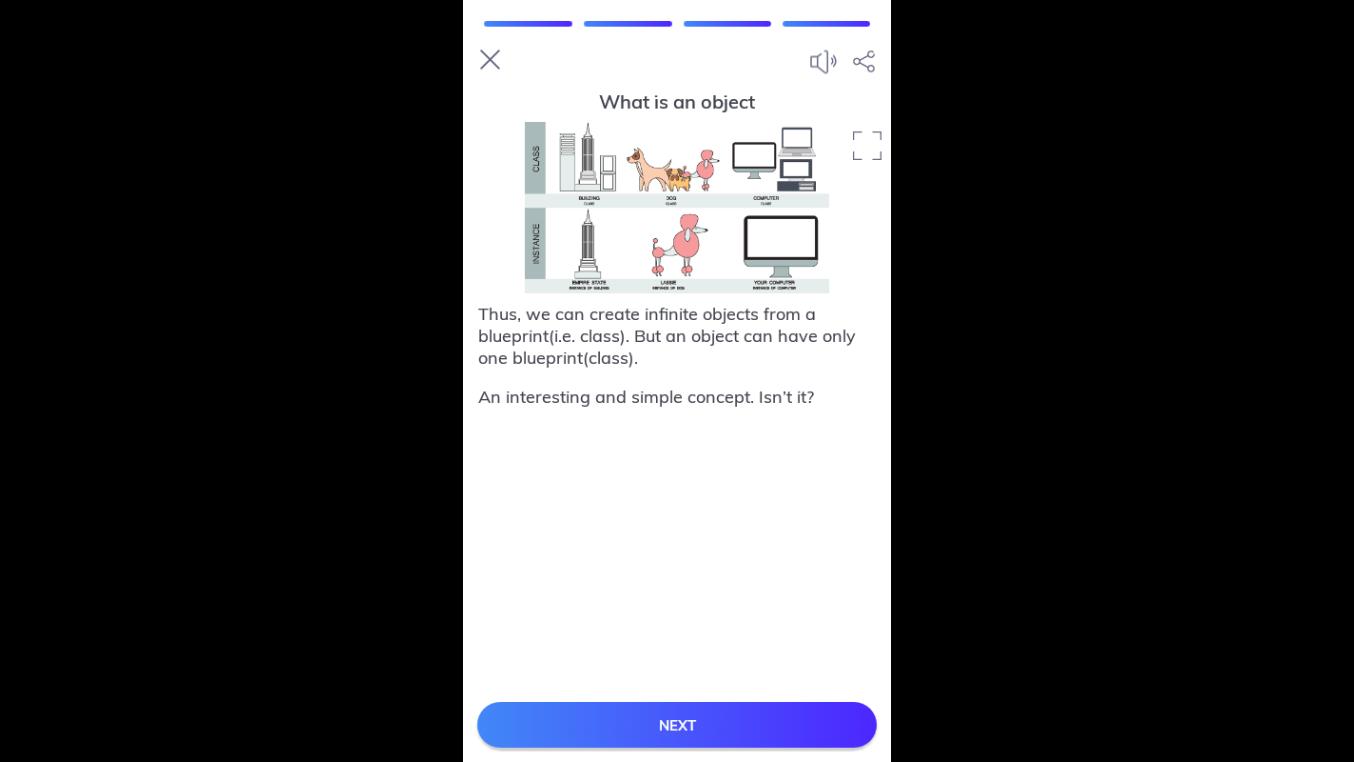 What is an object
CLASS
BUILDING
CLASS
DOG
CLASS
COMPUTER
CLASS
INSTANCE
EMPIRE STATE
INSTANCE OF BUILDING
LASSIE
INSTANCE OF DOG
YOUR COMPUTER
INSTANCE OF COMPUTER
Thus, we can create infinite objects from a
blueprint(i.e. class). But an object can have only
one blueprint(class).
An interesting and simple concept. Isn't it?
NEXT